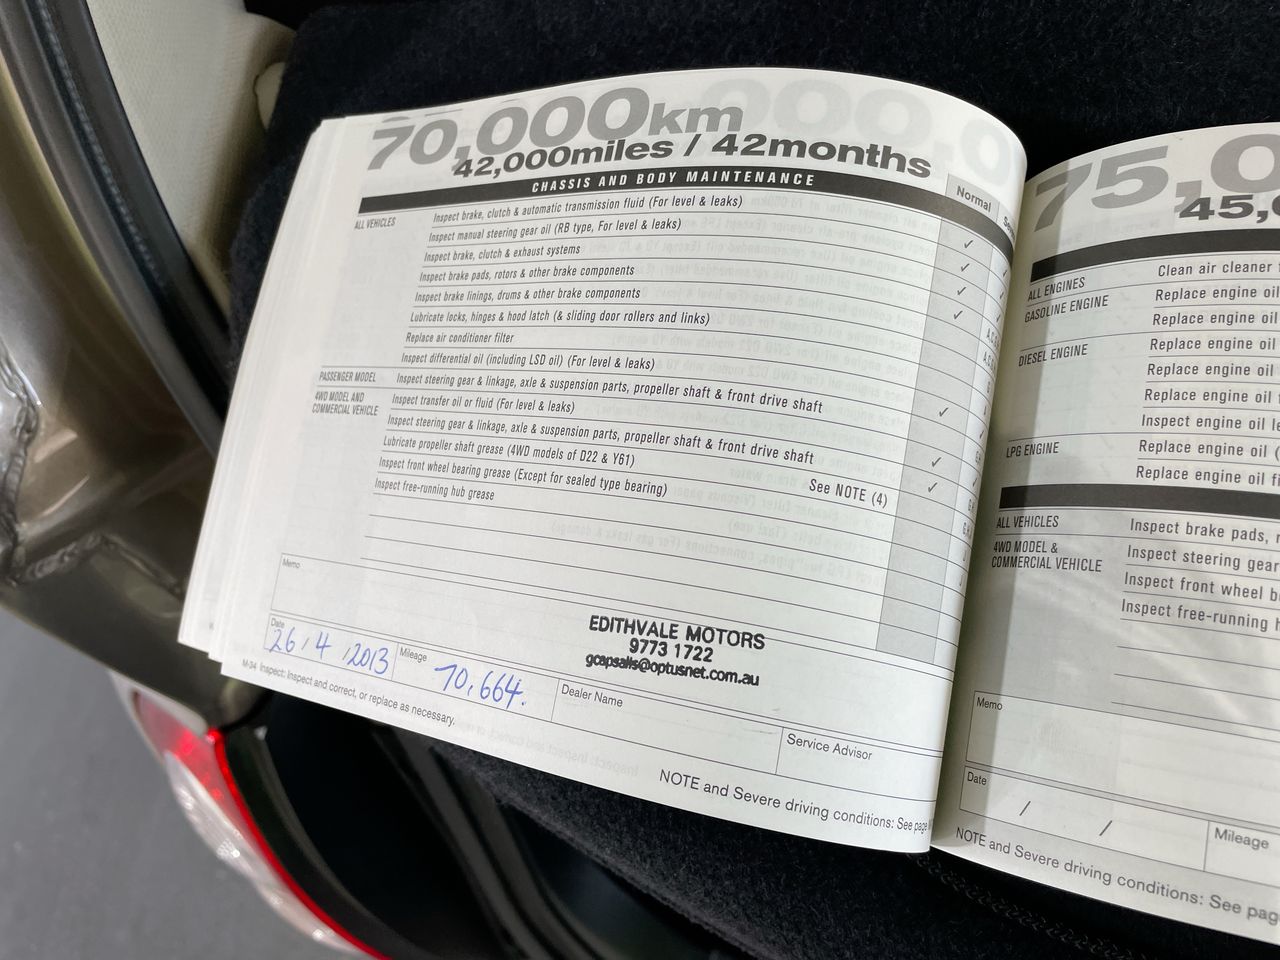 70,000km
42,000miles / 42months
CHASSIS AND BODY MAINTENANCE
Normal
ALL VEHICLES
Inspect brake, clutch & automatic transmission fluid (For level & leaks)
Inspect manual steering gear oil (RB type, For level & leaks)
Inspect brake, clutch & exhaust systems
Inspect brake pads, rotors & other brake components
Inspect brake linings, drums & other brake components
Lubricate locks, hinges & hood latch (& sliding door rollers and links)
Replace air conditioner filter
Inspect differential oil (including LSD oil) (For level & leaks)
PASSENGER MODEL
Inspect steering gear & linkage, axle & suspension parts, propeller shaft & front drive shaft
4WD MODEL AND
COMMERCIAL VEHICLE
Inspect transfer oil or fluid (For level & leaks)
Inspect steering gear & linkage, axle & suspension parts, propeller shaft & front drive shaft
Lubricate propeller shaft grease (4WD models of D22 & Y61)
Inspect front wheel bearing grease (Except for sealed type bearing) See NOTE (4)
Inspect free-running hub grease
Memo
EDITHVALE MOTORS
9773 1722
gcapsalis@optusnet.com.au
Date
26/4/2013
Mileage
70,664.
Dealer Name
Service Advisor
M-34 Inspect: Inspect and correct, or replace as necessary.
NOTE and Severe driving conditions: See page
75,0
45,0
ALL ENGINES
Clean air cleaner
GASOLINE ENGINE
Replace engine oil
Replace engine oil
DIESEL ENGINE
Replace engine oil
Replace engine oil
Replace engine oil
Inspect engine oil le
LPG ENGINE
Replace engine oil (
Replace engine oil fi
ALL VEHICLES
Inspect brake pads, r
4WD MODEL &
COMMERCIAL VEHICLE
Inspect steering gear
Inspect front wheel b
Inspect free-running h
Memo
Date
/ /
Mileage
NOTE and Severe driving conditions: See pag